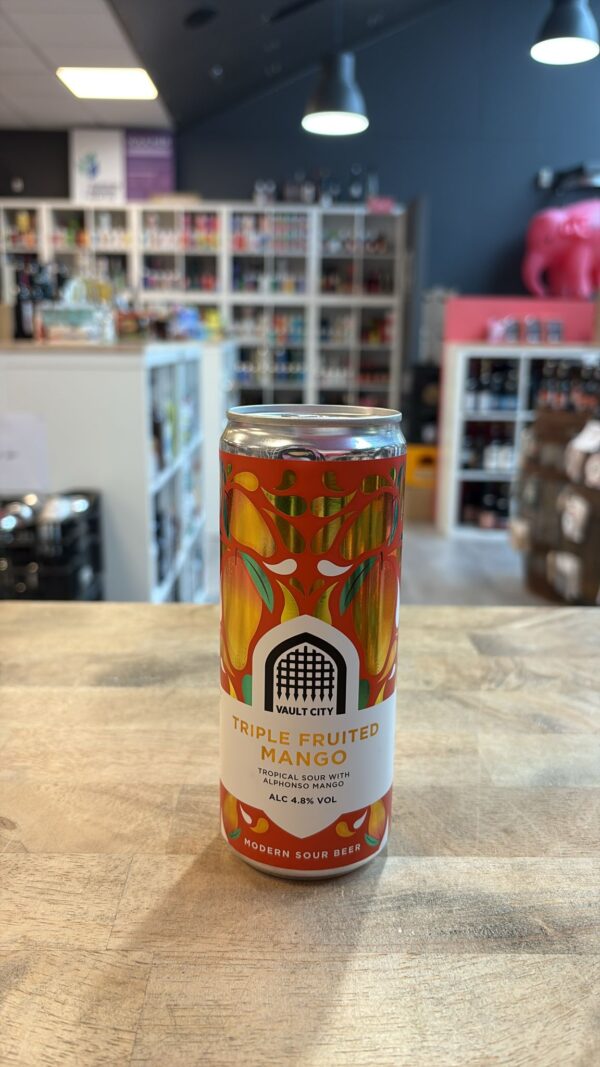 VAULT CITY
TRIPLE FRUITED
MANGO
TROPICAL SOUR WITH
ALPHONSO MANGO
ALC 4.8% VOL
MODERN SOUR BEER